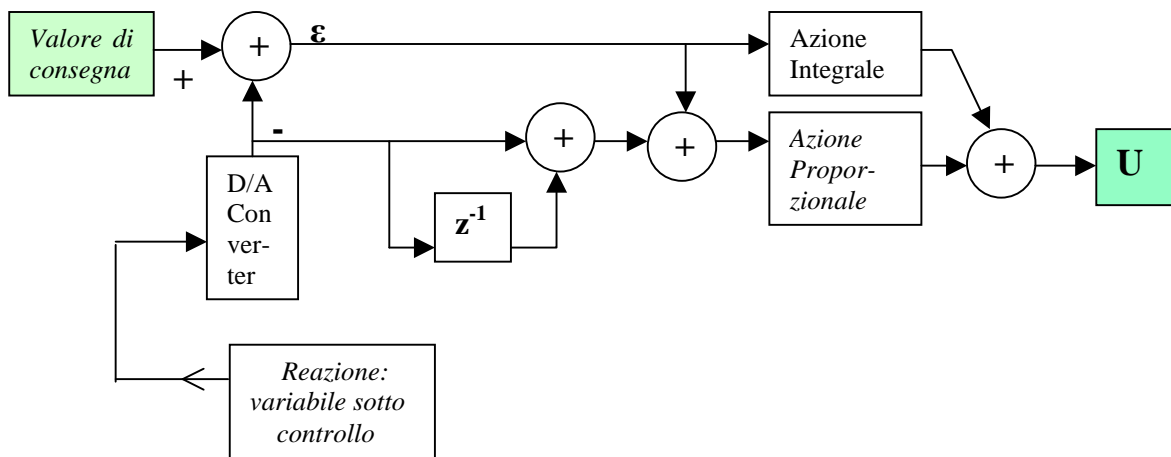 Valore di
consegna
+
+
ε
Azione
Integrale
-
+
+
Azione
Propor-
zionale
+
U
D/A
Con
ver-
ter
z-1
Reazione:
variabile sotto
controllo